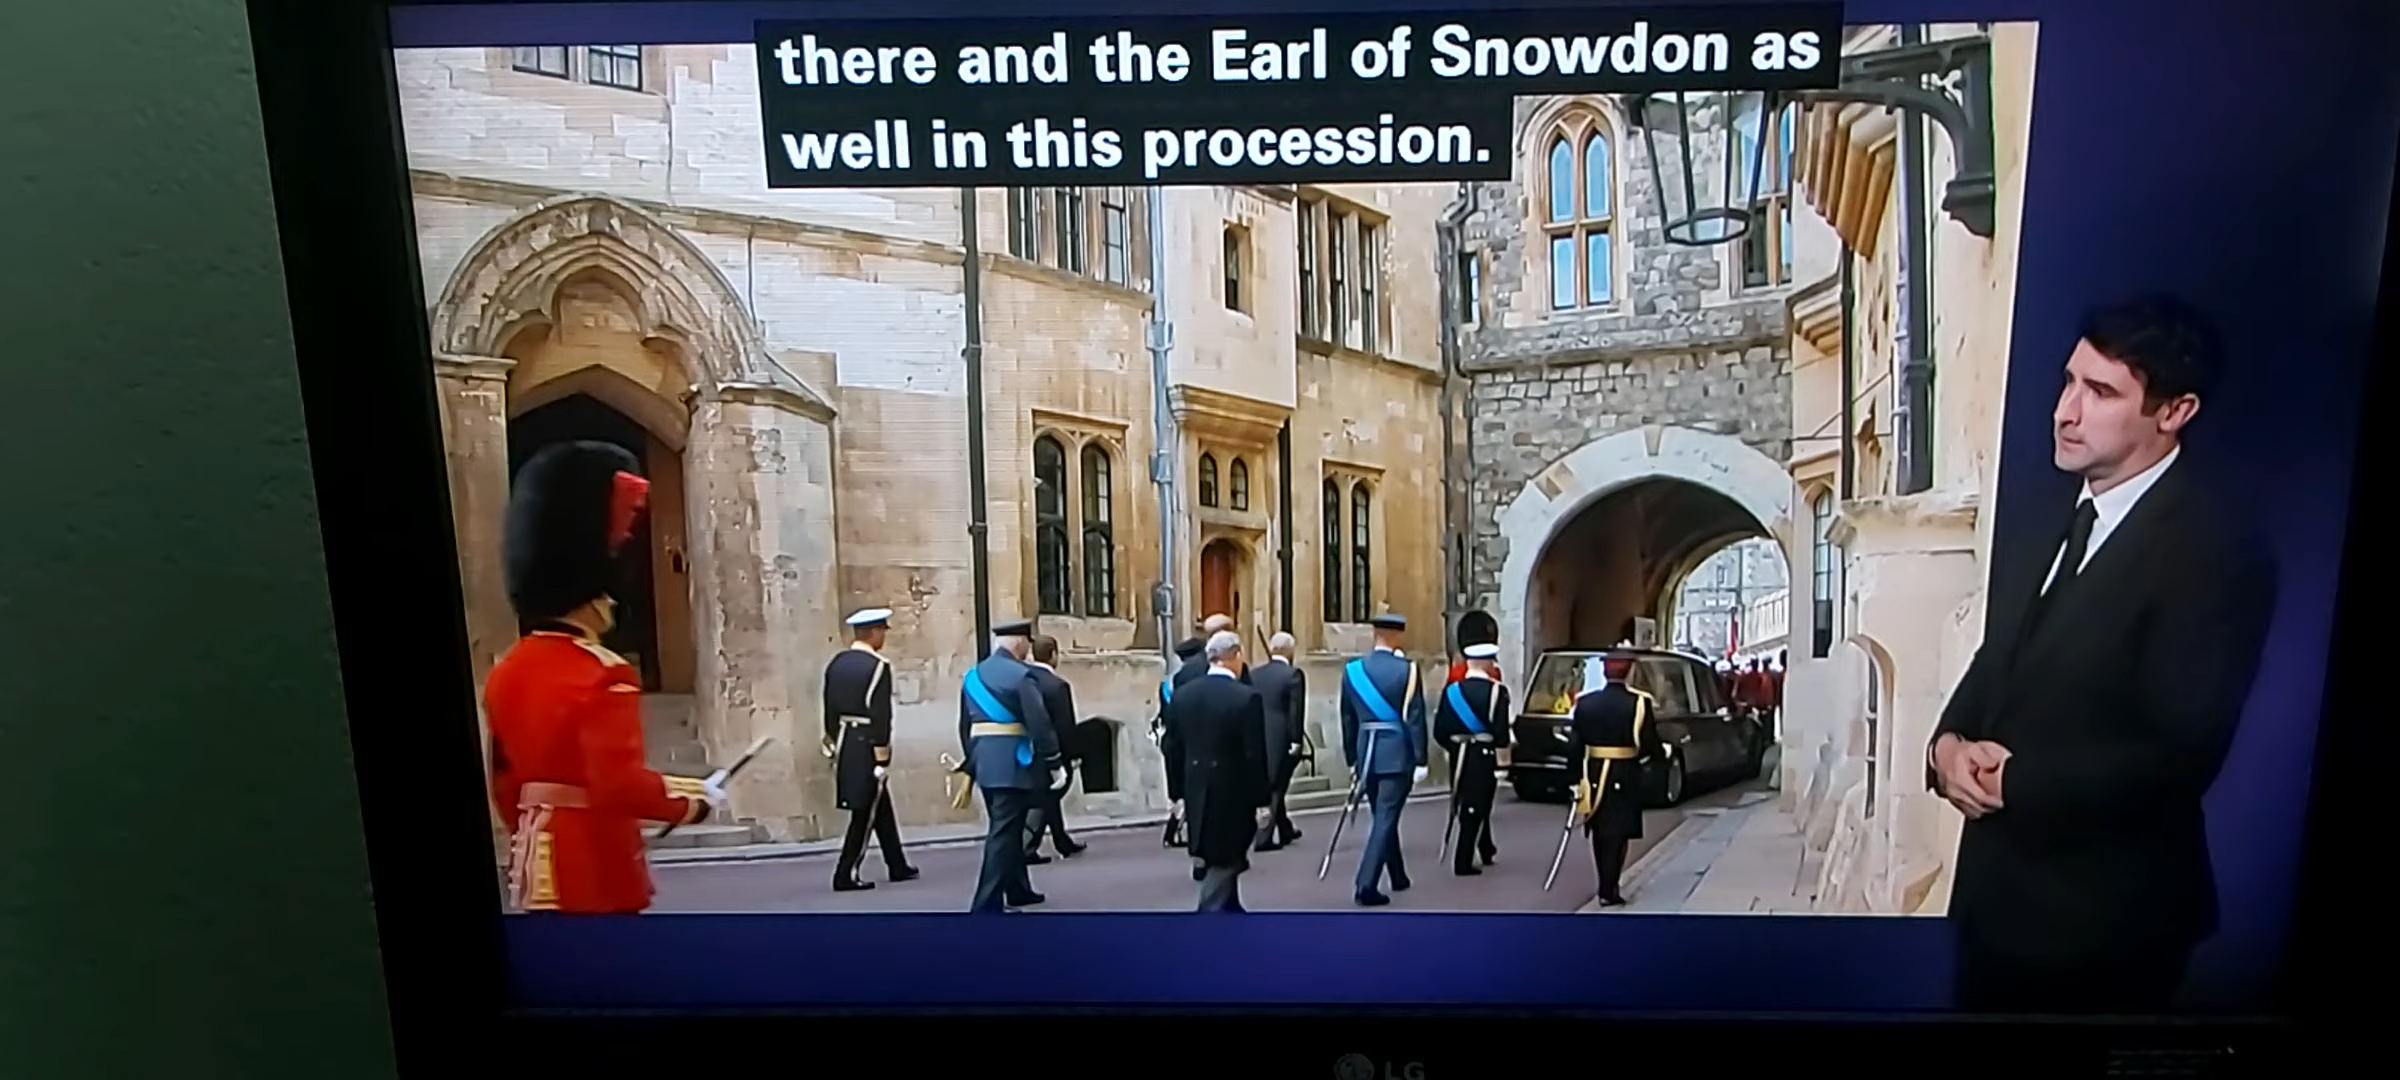 there and the Earl of Snowdon as
well in this procession.
LG